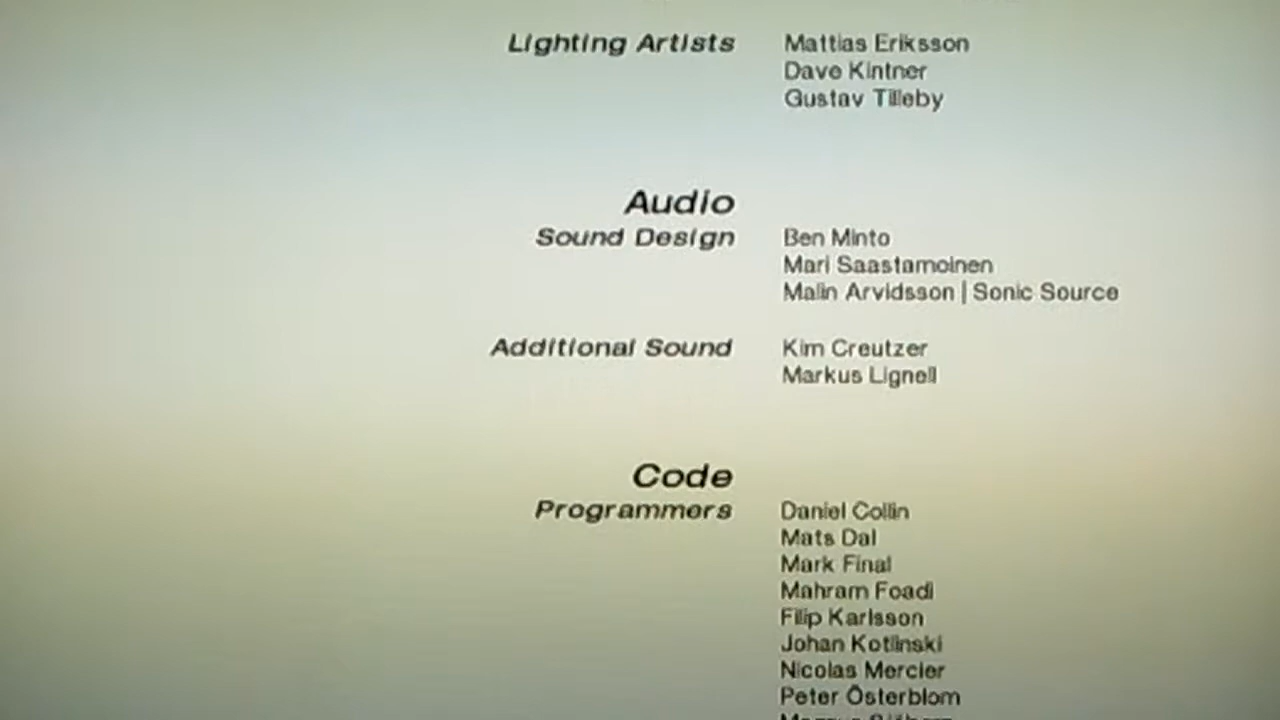 Lighting Artists Mattias Eriksson
Dave Kintner
Gustav Tilleby
Audio
Sound Design Ben Minto
Mari Saastamoinen
Malin Arvidsson | Sonic Source
Additional Sound Kim Creutzer
Markus Lignell
Code
Programmers Daniel Collin
Mats Dal
Mark Final
Mahram Foadi
Filip Karlsson
Johan Kotlinski
Nicolas Mercier
Peter Österblom